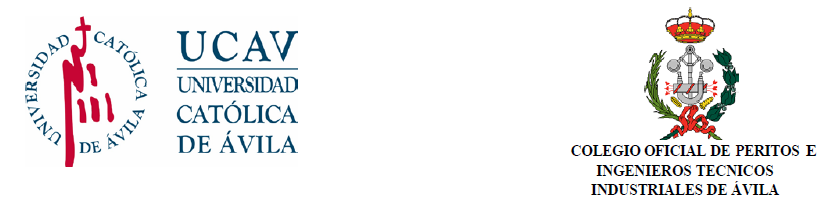 UNIVERSIDAD CATÓLICA DE ÁVILA
UCAV
UNIVERSIDAD
CATÓLICA
DE ÁVILA
COLEGIO OFICIAL DE PERITOS E
INGENIEROS TECNICOS
INDUSTRIALES DE ÁVILA